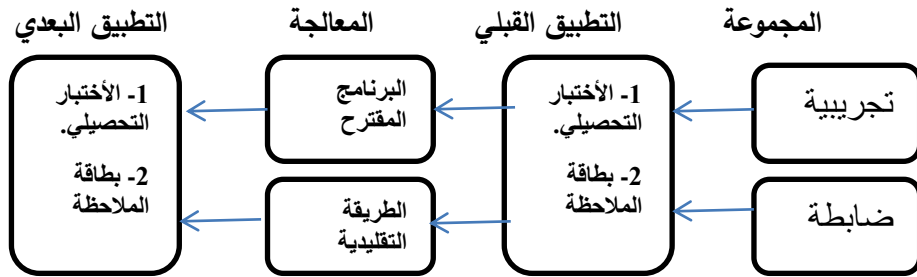 المجموعة
التطبيق القبلي
المعالجة
التطبيق البعدي
تجريبية
ضابطة
1- الأختبار
التحصيلي.
2- بطاقة
الملاحظة
البرنامج
المقترح
الطريقة
التقليدية
1- الأختبار
التحصيلي.
2- بطاقة
الملاحظة